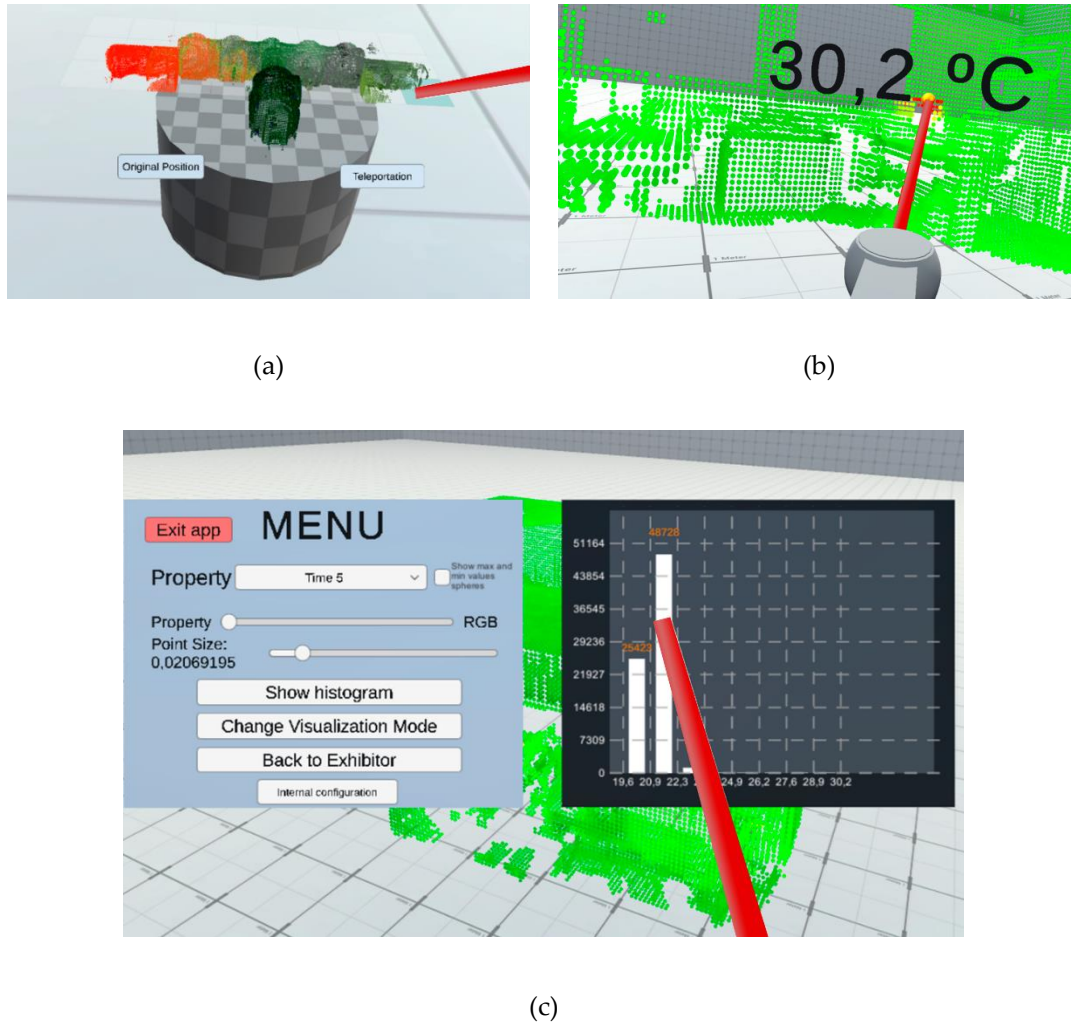 Original Position
Teleportation
30,2 ºC
1 Meter
(a)
(b)
Exit app
MENU
Property
Time 5
Show max and
min values
spheres
Property
RGB
Point Size:
0,02069195
Show histogram
Change Visualization Mode
Back to Exhibitor
Internal configuration
48728
51164
43854
36545
29236
25423
21927
14618
7309
0
19,6 20,9 22,3 24,9 26,2 27,6 28,9 30,2
(c)